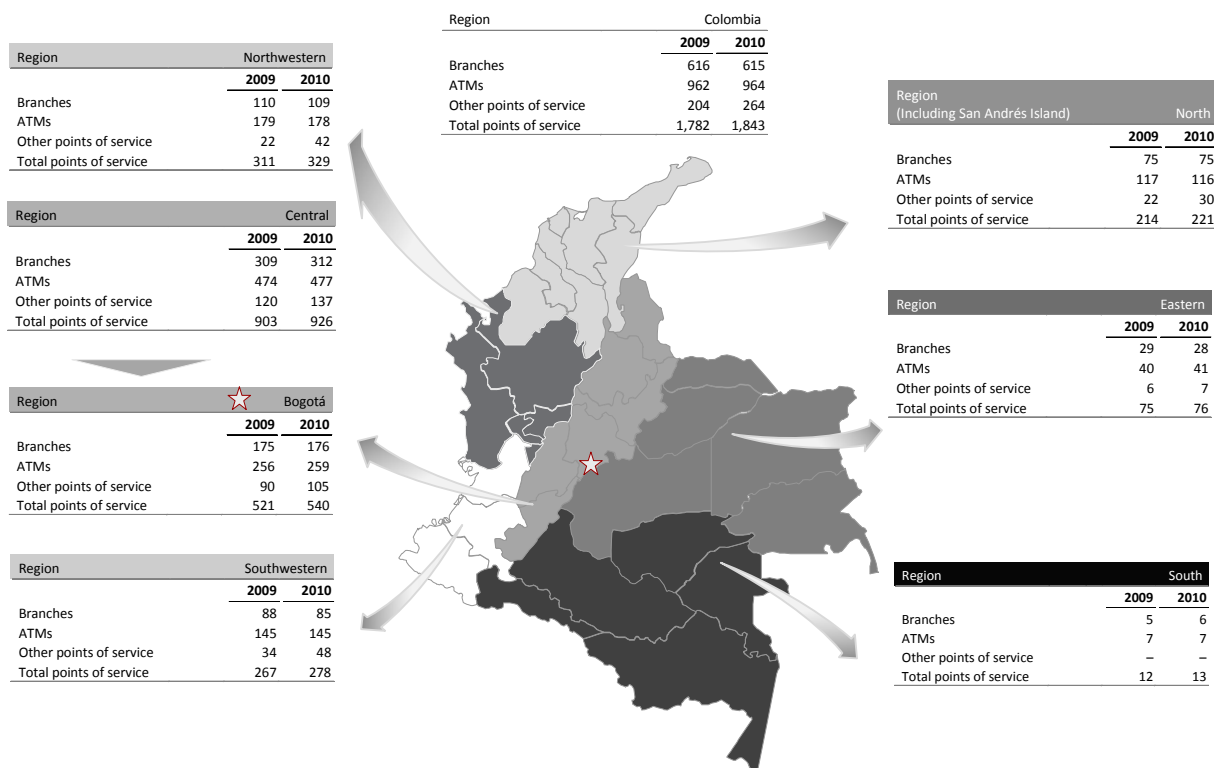 Region Colombia
2009 2010
Branches 616 615
ATMs 962 964
Other points of service 204 264
Total points of service 1,782 1,843
Region Northwestern
2009 2010
Branches 110 109
ATMs 179 178
Other points of service 22 42
Total points of service 311 329
Region Central
2009 2010
Branches 309 312
ATMs 474 477
Other points of service 120 137
Total points of service 903 926
Region Bogotá
2009 2010
Branches 175 176
ATMs 256 259
Other points of service 90 105
Total points of service 521 540
Region Southwestern
2009 2010
Branches 88 85
ATMs 145 145
Other points of service 34 48
Total points of service 267 278
Region
(Including San Andrés Island) North
2009 2010
Branches 75 75
ATMs 117 116
Other points of service 22 30
Total points of service 214 221
Region Eastern
2009 2010
Branches 29 28
ATMs 40 41
Other points of service 6 7
Total points of service 75 76
Region South
2009 2010
Branches 5 6
ATMs 7 7
Other points of service – –
Total points of service 12 13